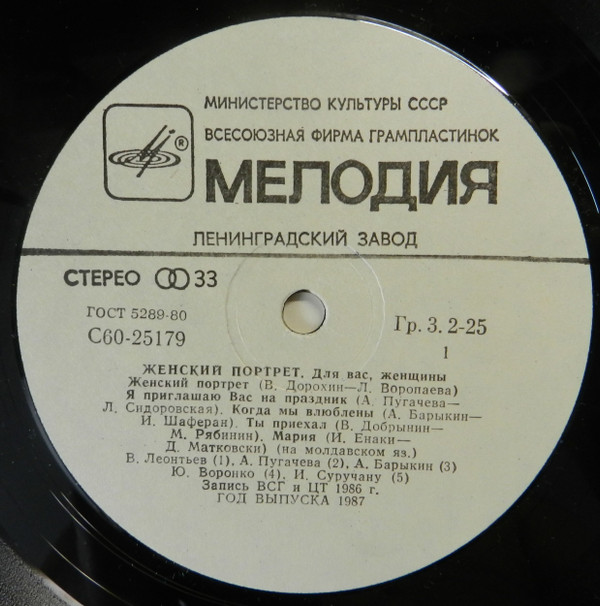 МИНИСТЕРСТВО КУЛЬТУРЫ СССР
ВСЕСОЮЗНАЯ ФИРМА ГРАМПЛАСТИНОК
®
МЕЛОДИЯ
ЛЕНИНГРАДСКИЙ ЗАВОД
СТЕРЕО 33
ГОСТ 5289-80
С60-25179
Гр. 3. 2-25
1
ЖЕНСКИЙ ПОРТРЕТ. Для вас, женщины
Женский портрет (В. Дорохин—Л. Воропаева)
Я приглашаю Вас на праздник (А. Пугачева—
Л. Сидоровская). Когда мы влюблены (А. Барыкин—
И. Шаферан). Ты приехал (В. Добрынин—
М. Рябинин). Мария (И. Енаки—
Д. Матковски) (на молдавском яз.)
В. Леонтьев (1), А. Пугачева (2), А. Барыкин (3)
Ю. Воронко (4), И. Суручану (5)
Запись ВСГ и ЦТ 1986 г.
ГОД ВЫПУСКА 1987